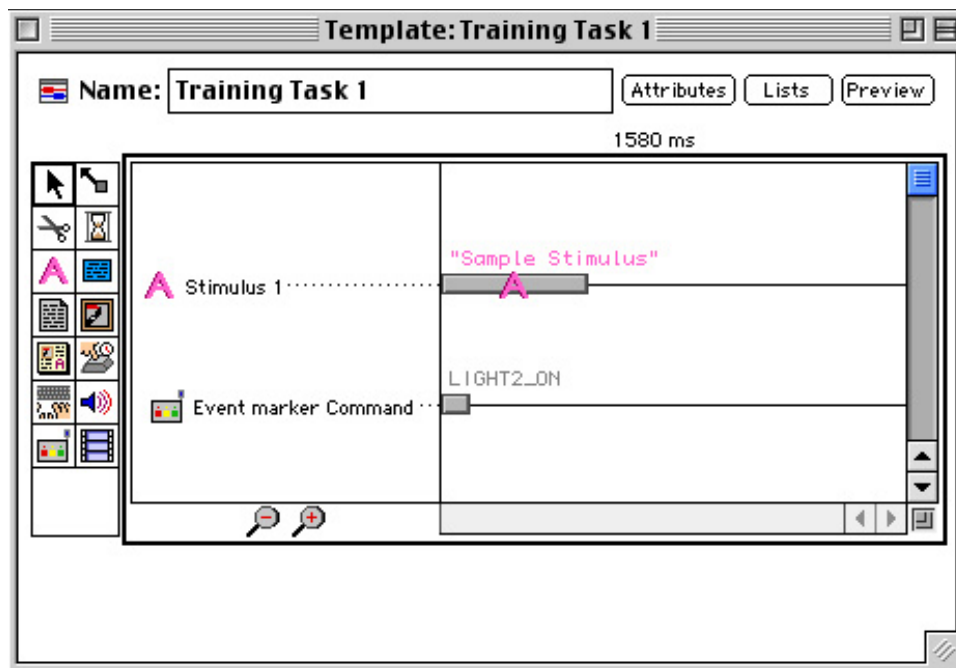 Template: Training Task 1
Name: Training Task 1 Attributes Lists Preview
1580 ms
"Sample Stimulus"
Stimulus 1
LIGHT2_ON
Event marker Command